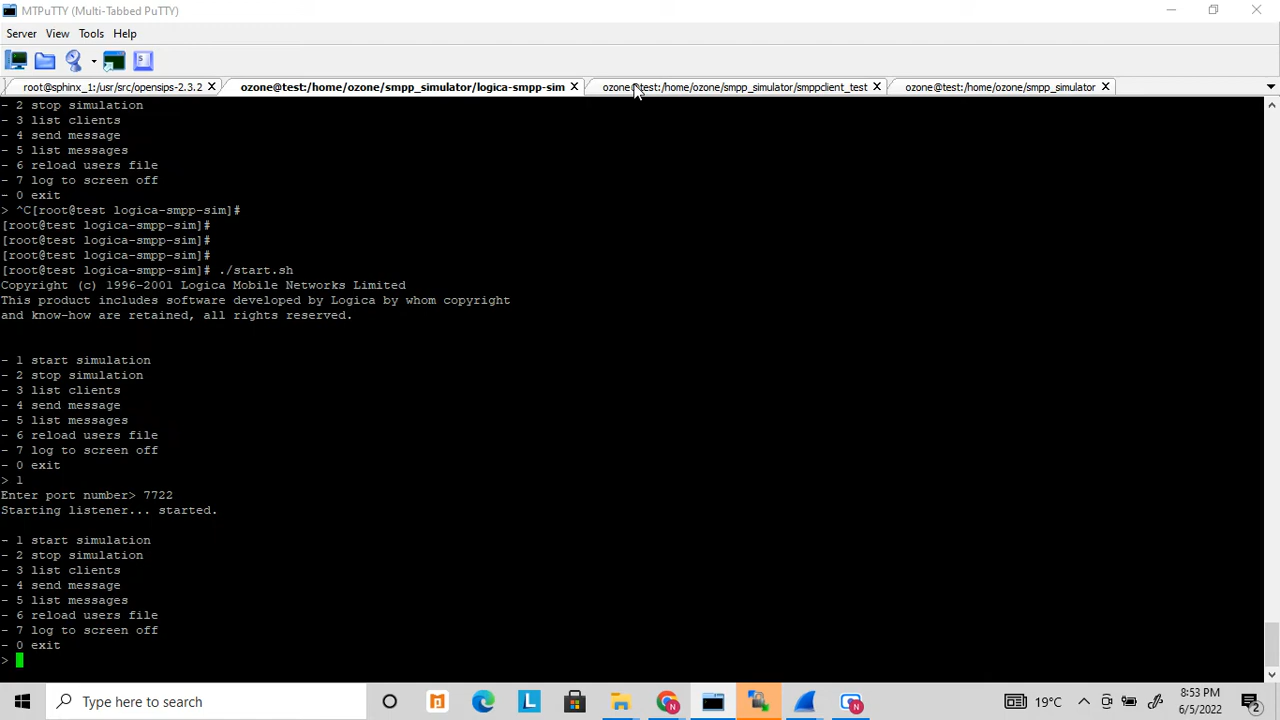 MTPuTTY (Multi-Tabbed PuTTY)
Server View Tools Help
root@sphinx_1:/usr/src/opensips-2.3.2
ozone@test:/home/ozone/smpp_simulator/logica-smpp-sim
ozone@test:/home/ozone/smpp_simulator/smppclient_test
ozone@test:/home/ozone/smpp_simulator
- 2 stop simulation
- 3 list clients
- 4 send message
- 5 list messages
- 6 reload users file
- 7 log to screen off
- 0 exit
> ^C[root@test logica-smpp-sim]#
[root@test logica-smpp-sim]#
[root@test logica-smpp-sim]#
[root@test logica-smpp-sim]#
[root@test logica-smpp-sim]# ./start.sh
Copyright (c) 1996-2001 Logica Mobile Networks Limited
This product includes software developed by Logica by whom copyright
and know-how are retained, all rights reserved.
- 1 start simulation
- 2 stop simulation
- 3 list clients
- 4 send message
- 5 list messages
- 6 reload users file
- 7 log to screen off
- 0 exit
> 1
Enter port number> 7722
Starting listener... started.
- 1 start simulation
- 2 stop simulation
- 3 list clients
- 4 send message
- 5 list messages
- 6 reload users file
- 7 log to screen off
- 0 exit
>
Type here to search
19°C
8:53 PM
6/5/2022
2